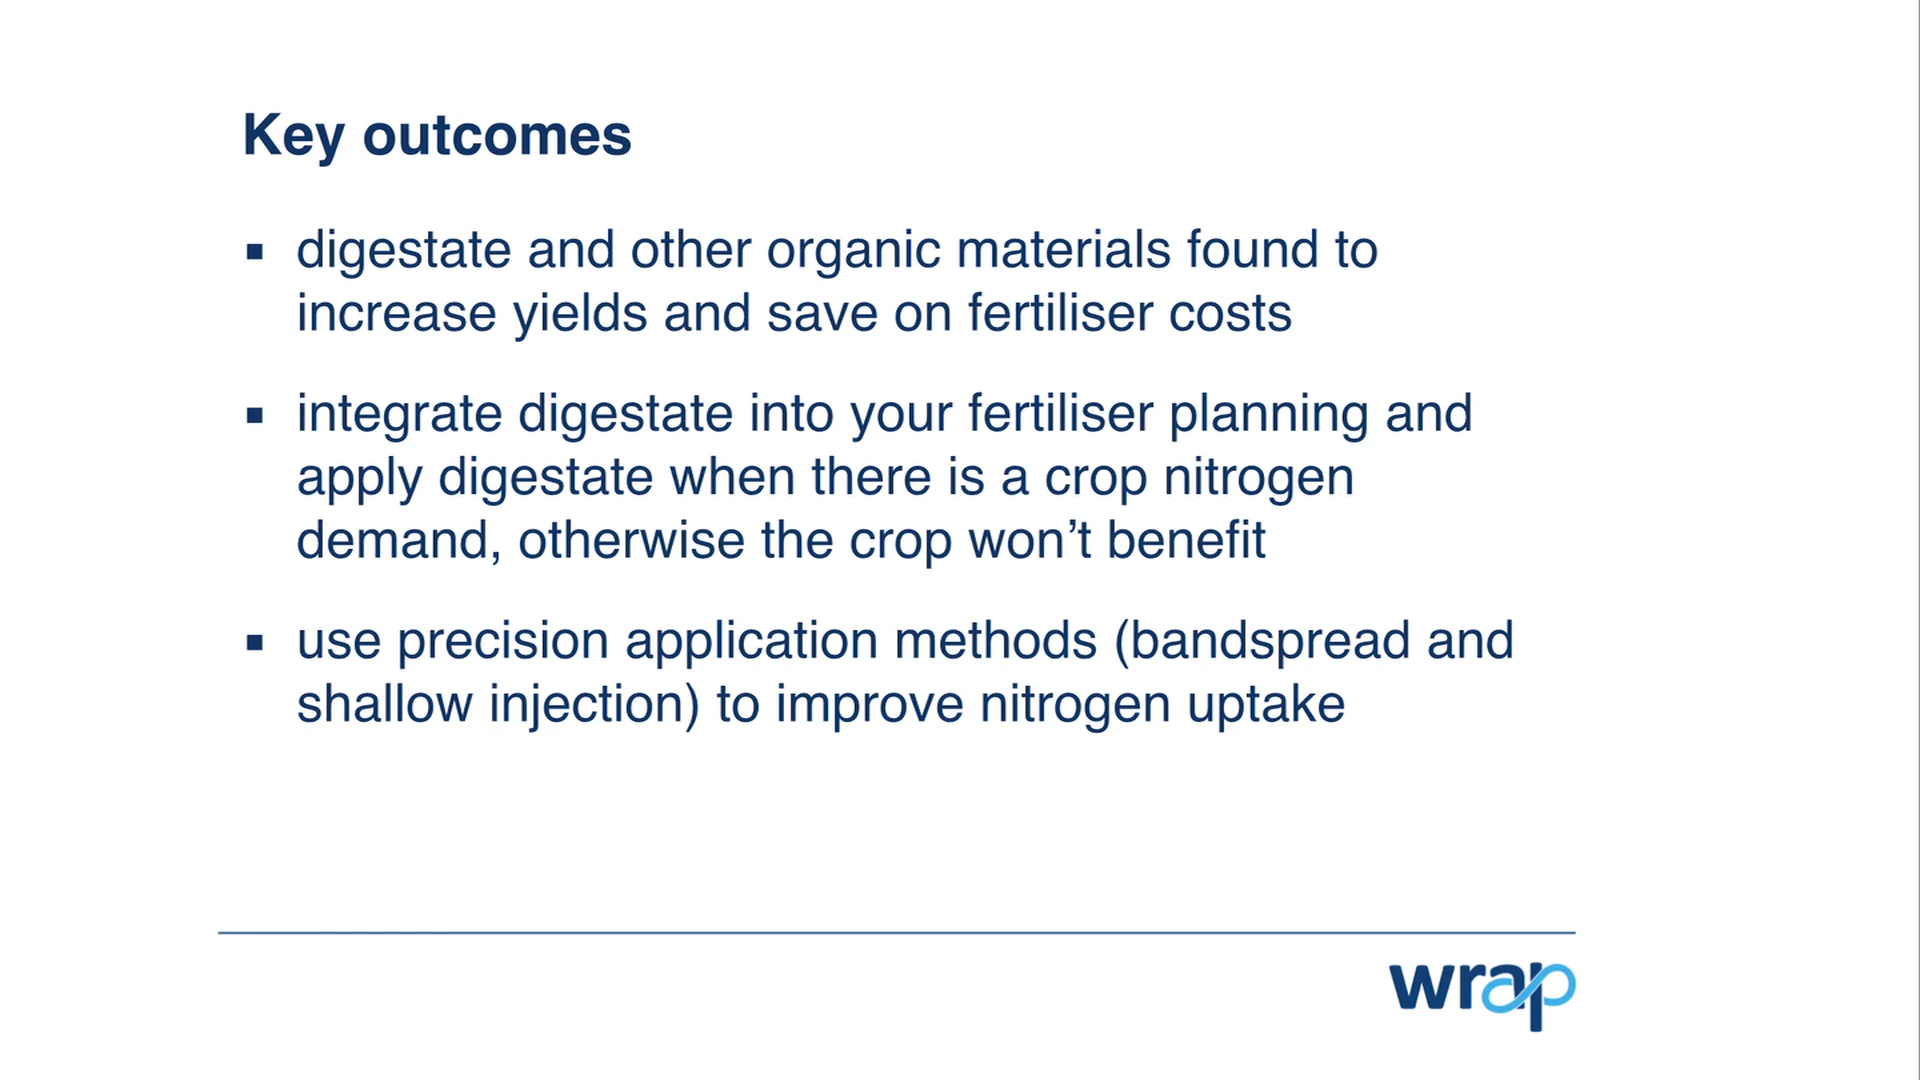 Key outcomes
▪ digestate and other organic materials found to
increase yields and save on fertiliser costs
▪ integrate digestate into your fertiliser planning and
apply digestate when there is a crop nitrogen
demand, otherwise the crop won’t benefit
▪ use precision application methods (bandspread and
shallow injection) to improve nitrogen uptake
wrap